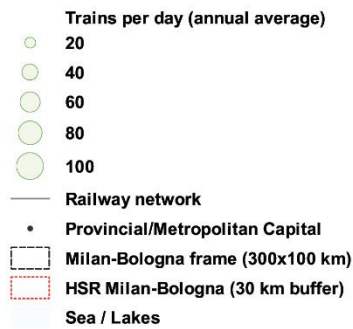 Trains per day (annual average)
20
40
60
80
100
Railway network
Provincial/Metropolitan Capital
Milan-Bologna frame (300x100 km)
HSR Milan-Bologna (30 km buffer)
Sea / Lakes